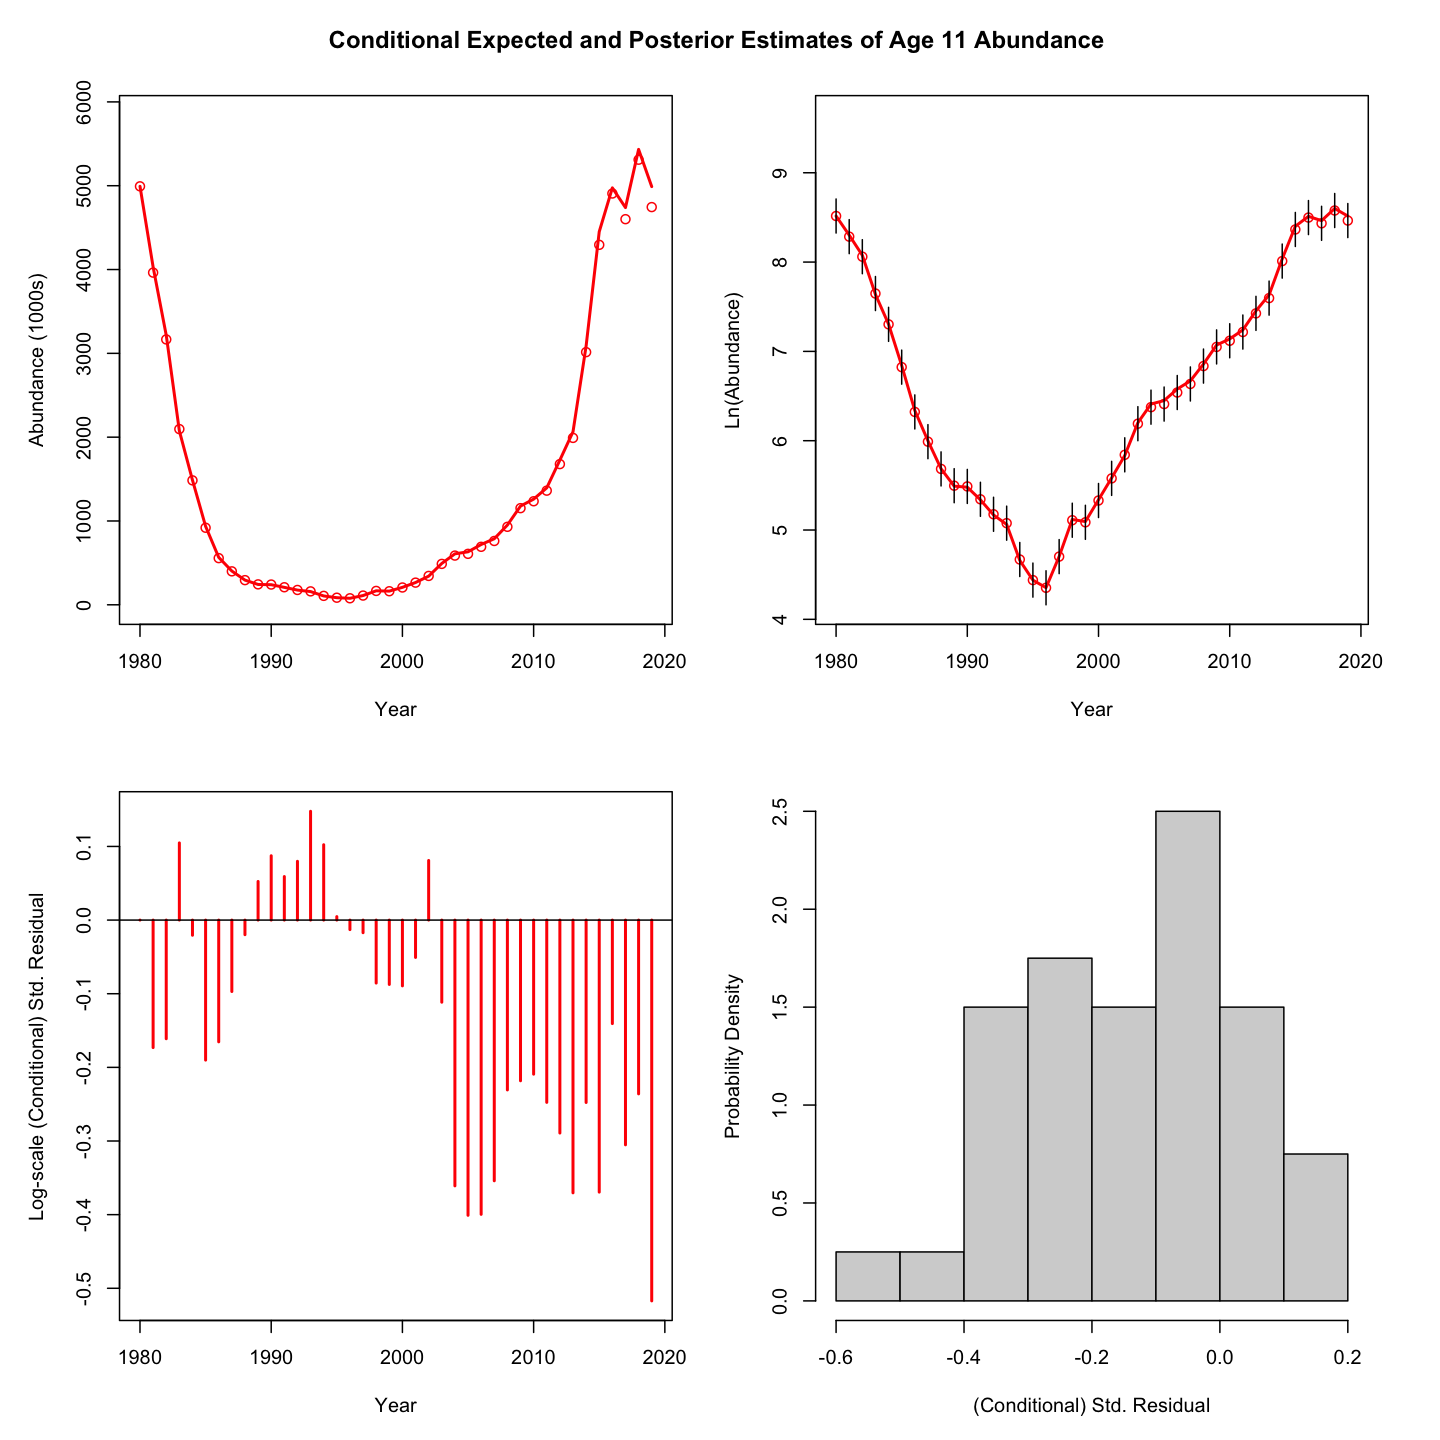 Conditional Expected and Posterior Estimates of Age 11 Abundance
Abundance (1000s)
6000
5000
4000
3000
2000
1000
0
1980 1990 2000 2010 2020
Year
Ln(Abundance)
9
8
7
6
5
4
1980 1990 2000 2010 2020
Year
Log-scale (Conditional) Std. Residual
0.1
0.0
-0.1
-0.2
-0.3
-0.4
-0.5
1980 1990 2000 2010 2020
Year
Probability Density
2.5
2.0
1.5
1.0
0.5
0.0
-0.6 -0.4 -0.2 0.0 0.2
(Conditional) Std. Residual